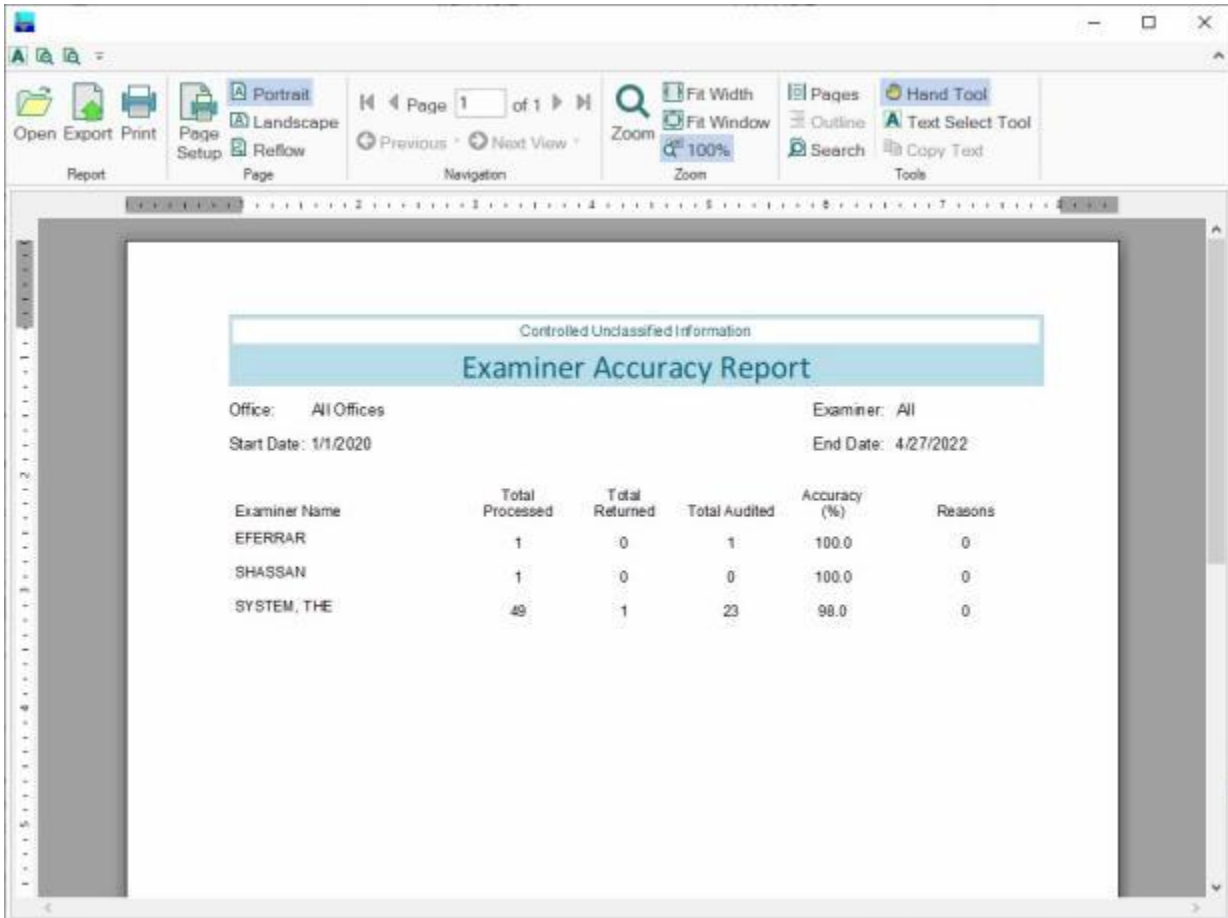 Open Export Print
Report
Page Setup
Portrait
Landscape
Reflow
Page
Page 1 of 1
Previous Next View
Navigation
Zoom
Fit Width
Fit Window
100%
Zoom
Pages
Outline
Search
Hand Tool
Text Select Tool
Copy Text
Tools
Controlled Unclassified Information
Examiner Accuracy Report
Office: All Offices Examiner: All
Start Date: 1/1/2020 End Date: 4/27/2022
Examiner Name Total Processed Total Returned Total Audited Accuracy (%) Reasons
EFERRAR 1 0 1 100.0 0
SHASSAN 1 0 0 100.0 0
SYSTEM, THE 49 1 23 98.0 0